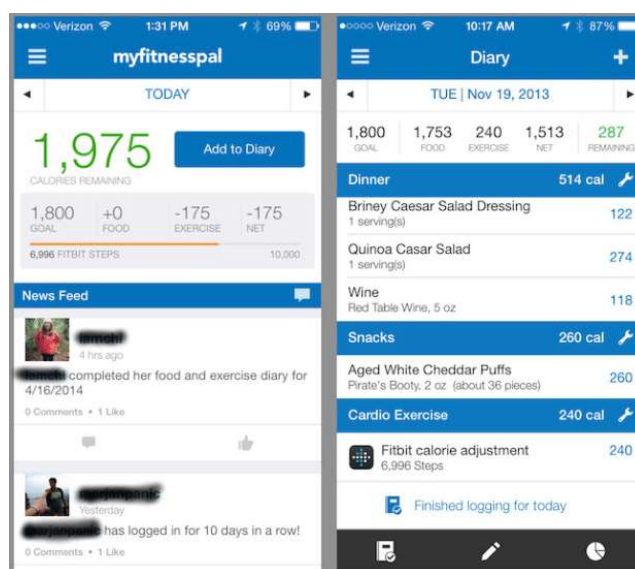 Verizon 1:31 PM 69%
myfitnesspal
TODAY
1,975
CALORIES REMAINING
Add to Diary
1,800 +0 -175 -175
GOAL FOOD EXERCISE NET
6,996 FITBIT STEPS 10,000
News Feed
4 hrs ago
completed her food and exercise diary for
4/16/2014
0 Comments • 1 Like
Yesterday
has logged in for 10 days in a row!
0 Comments • 1 Like
Verizon 10:17 AM 87%
Diary
TUE | Nov 19, 2013
1,800 1,753 240 1,513 287
GOAL FOOD EXERCISE NET REMAINING
Dinner 514 cal
Briney Caesar Salad Dressing 122
1 serving(s)
Quinoa Casar Salad 274
1 serving(s)
Wine 118
Red Table Wine, 5 oz
Snacks 260 cal
Aged White Cheddar Puffs 260
Pirate's Booty, 2 oz (about 36 pieces)
Cardio Exercise 240 cal
Fitbit calorie adjustment 240
6,996 Steps
Finished logging for today